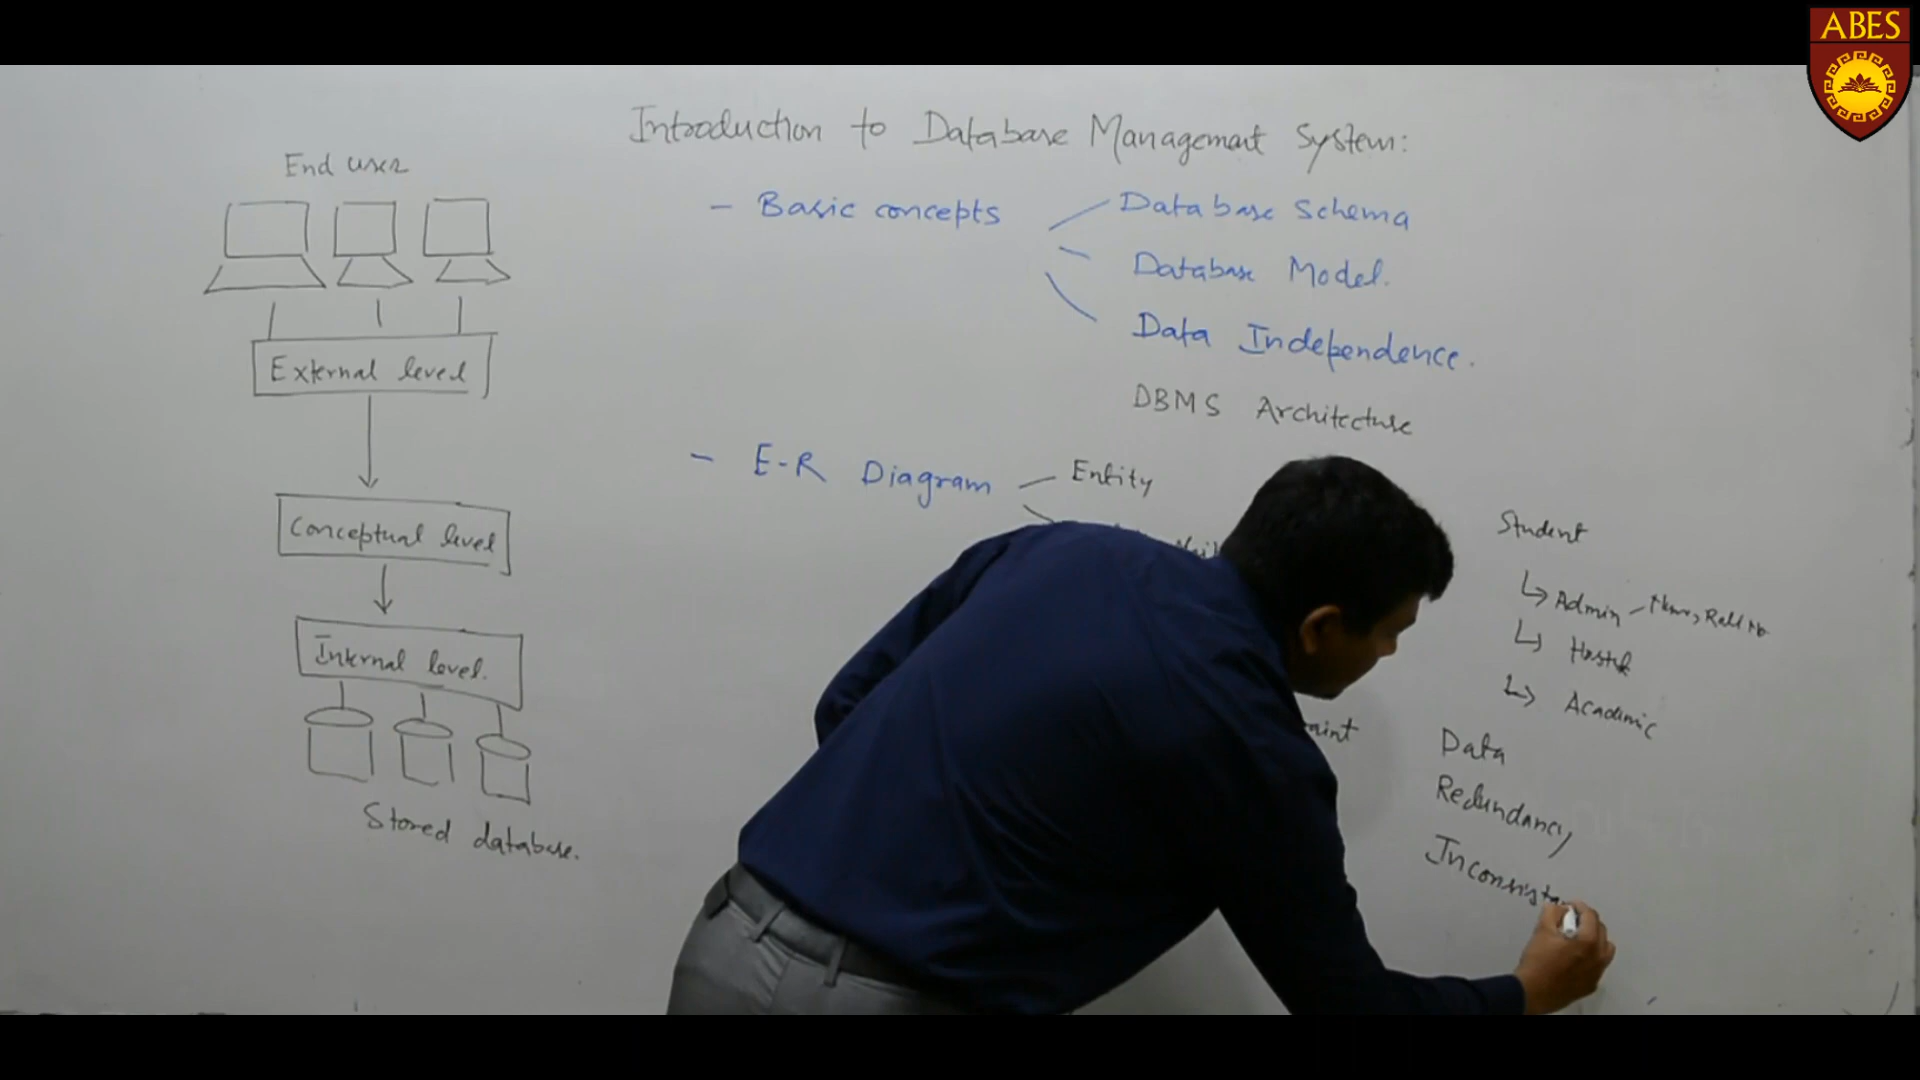 ABES
Introduction to Database Management System:
End user
- Basic concepts
Database Schema
Database Model.
Data Independence.
DBMS Architecture
External level
- E-R Diagram
Entity
Conceptual level
Internal level.
Stored database.
Student
Admin - Name, Roll No
Hostel
Academic
Data
Redundancy